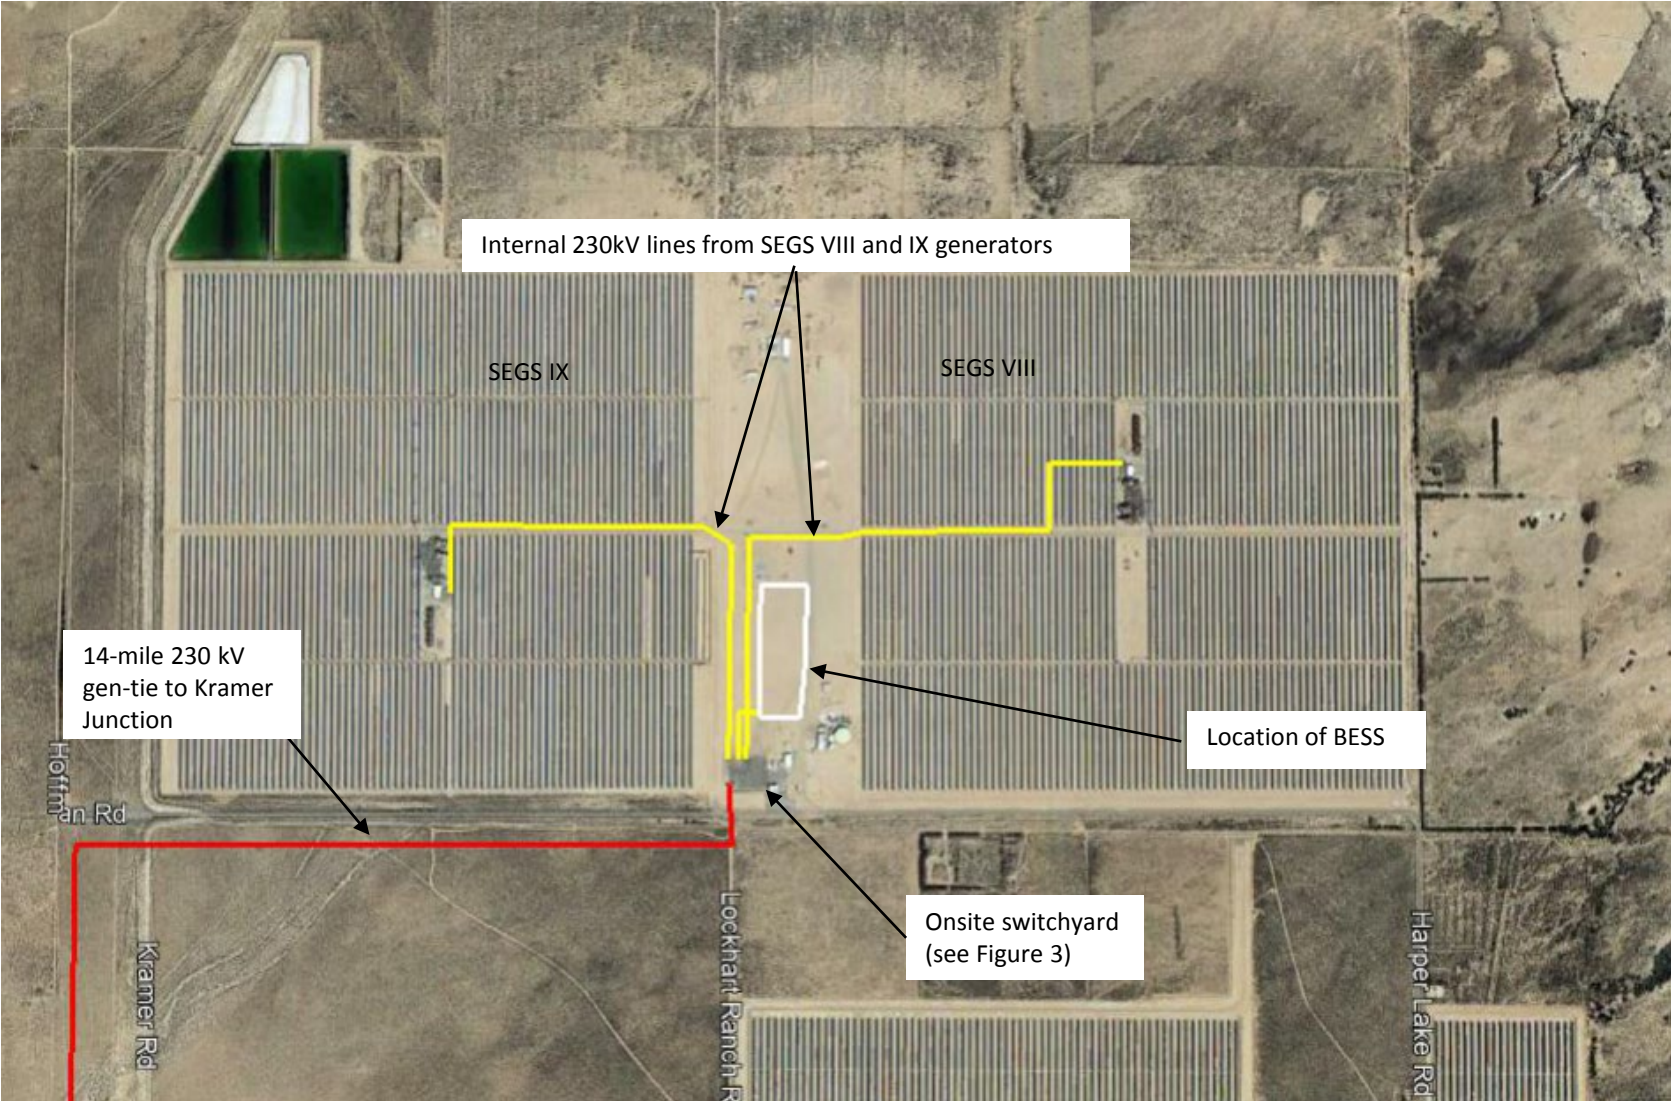 Internal 230kV lines from SEGS VIII and IX generators
SEGS IX
SEGS VIII
14-mile 230 kV
gen-tie to Kramer
Junction
Location of BESS
Hoffman Rd
Onsite switchyard
(see Figure 3)
Kramer Rd
Lockhart Ranch R
Harper Lake Rd